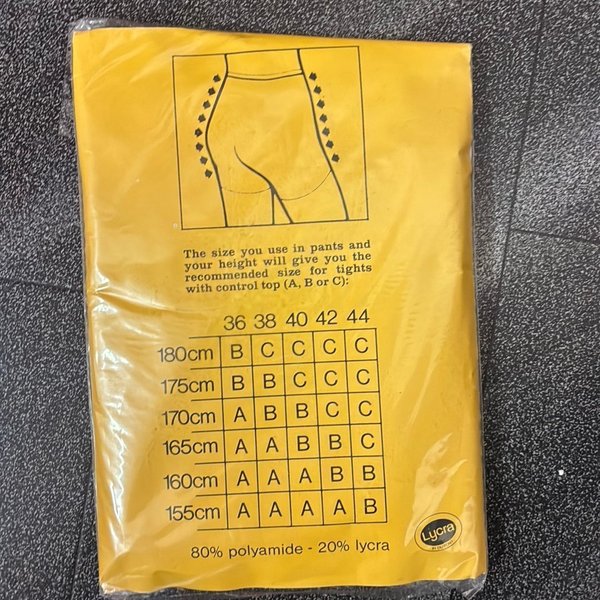 The size you use in pants and
your height will give you the
recommended size for tights
with control top (A, B or C):
36 38 40 42 44
180cm B C C C C
175cm B B C C C
170cm A B B C C
165cm A A B B C
160cm A A A B B
155cm A A A A B
Lycra
80% polyamide - 20% lycra